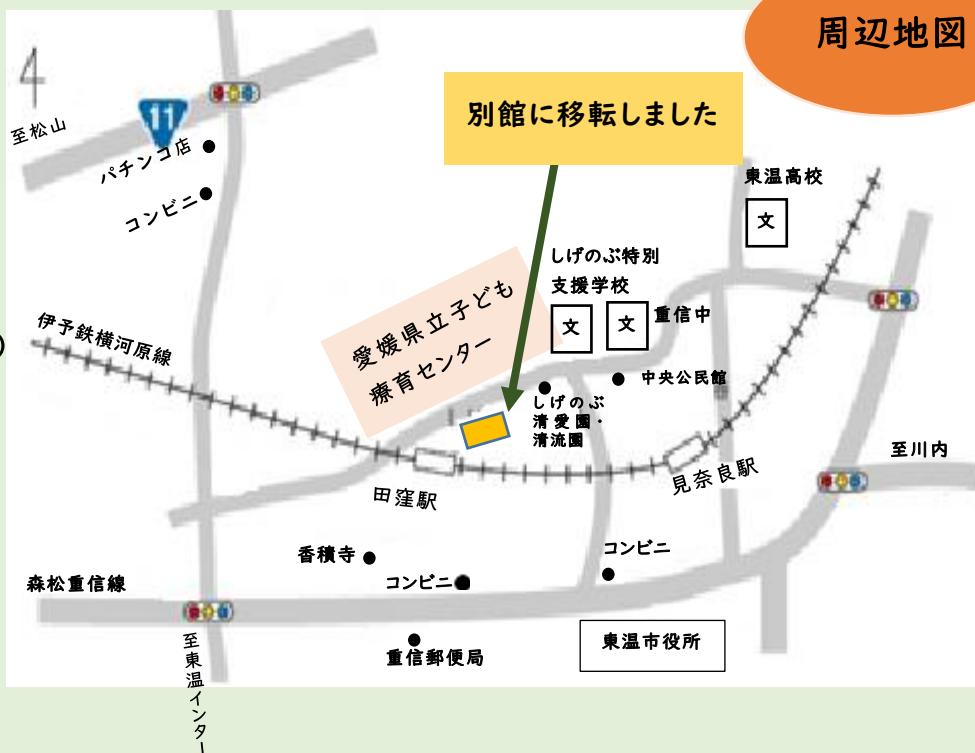 周辺地図
4
別館に移転しました
11
至松山
パチンコ店
コンビニ
東温高校
文
しげのぶ特別
支援学校
文
文
重信中
愛媛県立子ども
療育センター
)
伊予鉄横河原線
中央公民館
しげのぶ
清愛園・
清流園
至川内
見奈良駅
田窪駅
香積寺
コンビニ
コンビニ
森松重信線
東温市役所
重信郵便局
至東温インター